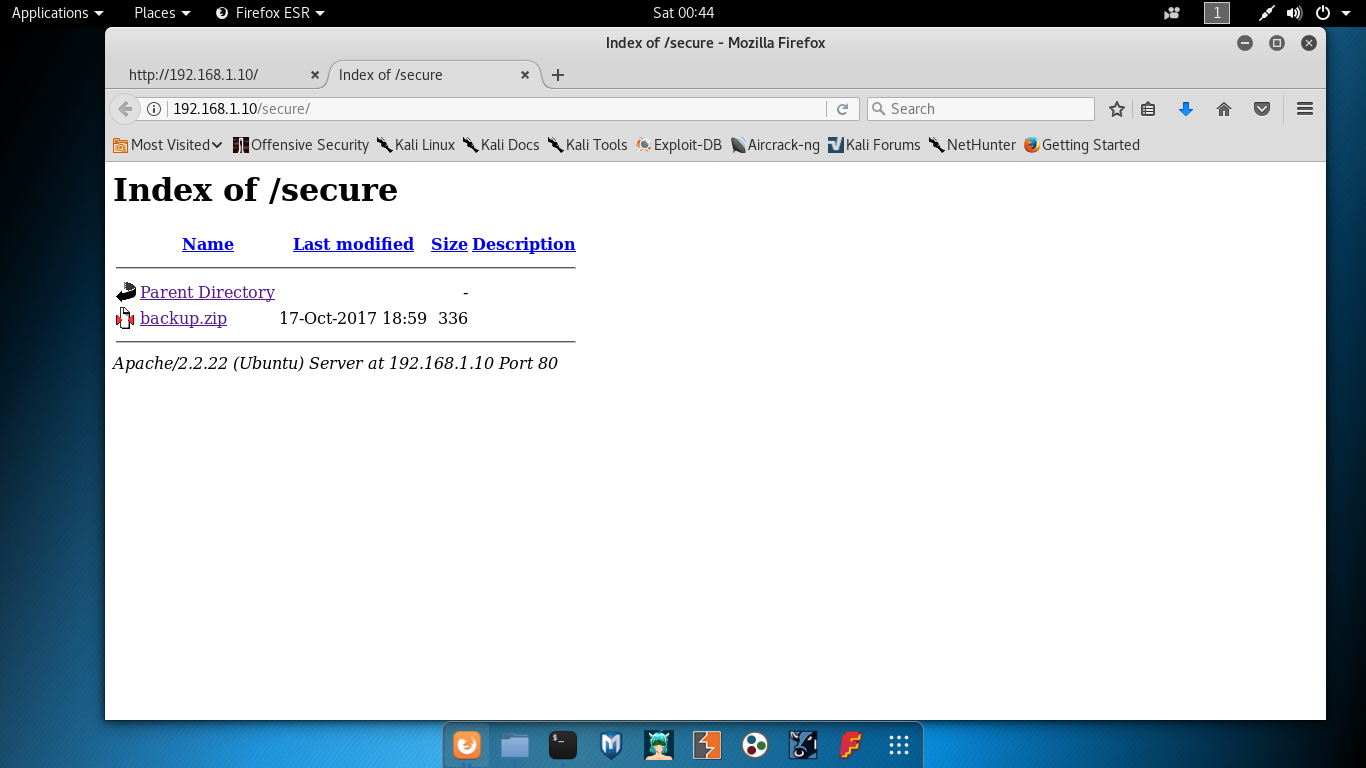 Applications Places Firefox ESR Sat 00:44 1
Index of /secure - Mozilla Firefox
http://192.168.1.10/ Index of /secure
192.168.1.10/secure/ Search
Most Visited Offensive Security Kali Linux Kali Docs Kali Tools Exploit-DB Aircrack-ng Kali Forums NetHunter Getting Started
Index of /secure
Name Last modified Size Description
Parent Directory -
backup.zip 17-Oct-2017 18:59 336
Apache/2.2.22 (Ubuntu) Server at 192.168.1.10 Port 80